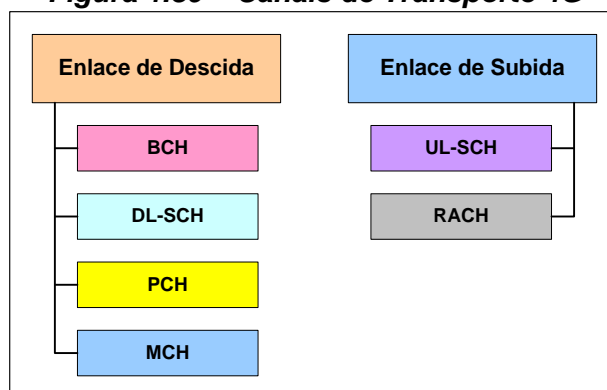 Enlace de Descida
Enlace de Subida
BCH
UL-SCH
DL-SCH
RACH
PCH
MCH